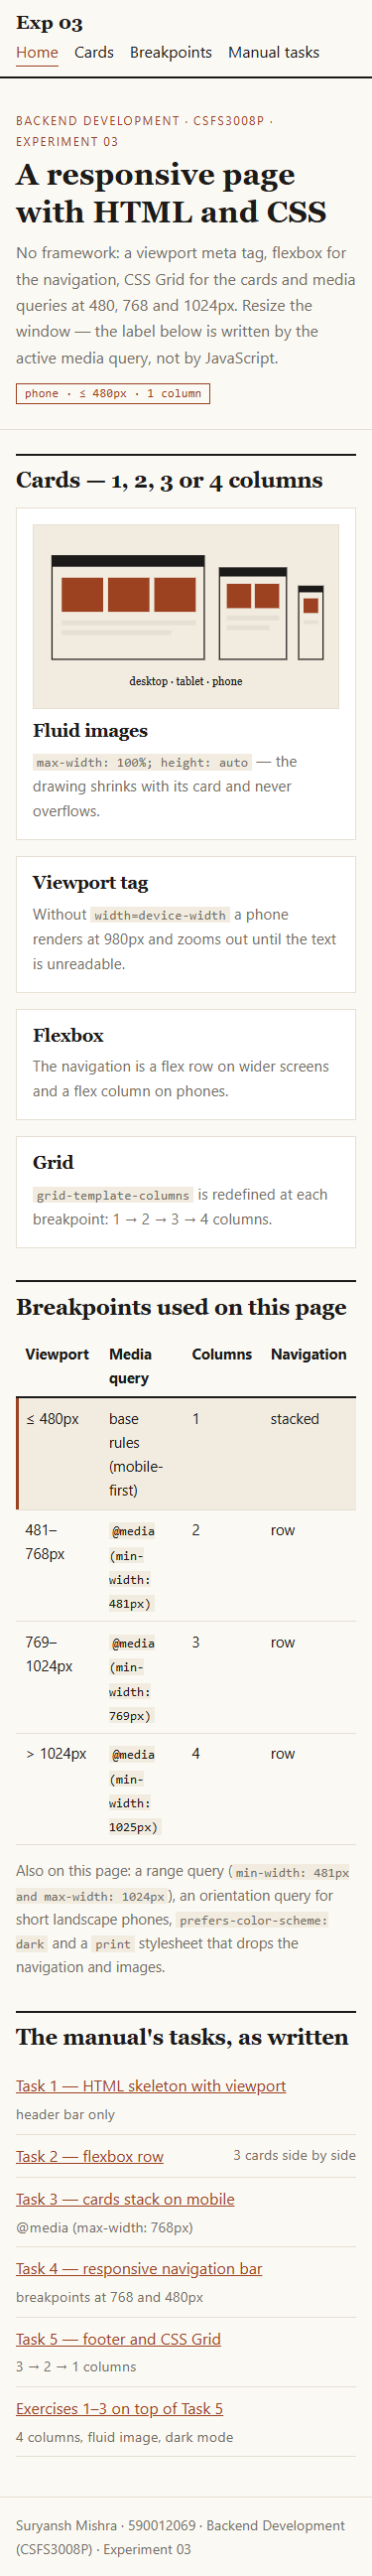 Exp 03
Home Cards Breakpoints Manual tasks
BACKEND DEVELOPMENT · CSFS3008P ·
EXPERIMENT 03
A responsive page
with HTML and CSS
No framework: a viewport meta tag, flexbox for
the navigation, CSS Grid for the cards and media
queries at 480, 768 and 1024px. Resize the
window — the label below is written by the
active media query, not by JavaScript.
phone · ≤ 480px · 1 column
Cards — 1, 2, 3 or 4 columns
desktop · tablet · phone
Fluid images
max-width: 100%; height: auto — the
drawing shrinks with its card and never
overflows.
Viewport tag
Without width=device-width a phone
renders at 980px and zooms out until the text
is unreadable.
Flexbox
The navigation is a flex row on wider screens
and a flex column on phones.
Grid
grid-template-columns is redefined at each
breakpoint: 1 → 2 → 3 → 4 columns.
Breakpoints used on this page
Viewport Media Columns Navigation
query
≤ 480px base 1 stacked
rules
(mobile-
first)
481– @media 2 row
768px (min-
width:
481px)
769– @media 3 row
1024px (min-
width:
769px)
> 1024px @media 4 row
(min-
width:
1025px)
Also on this page: a range query (min-width: 481px
and max-width: 1024px), an orientation query for
short landscape phones, prefers-color-scheme:
dark and a print stylesheet that drops the
navigation and images.
The manual's tasks, as written
Task 1 — HTML skeleton with viewport
header bar only
Task 2 — flexbox row 3 cards side by side
Task 3 — cards stack on mobile
@media (max-width: 768px)
Task 4 — responsive navigation bar
breakpoints at 768 and 480px
Task 5 — footer and CSS Grid
3 → 2 → 1 columns
Exercises 1–3 on top of Task 5
4 columns, fluid image, dark mode
Suryansh Mishra · 590012069 · Backend Development
(CSFS3008P) · Experiment 03